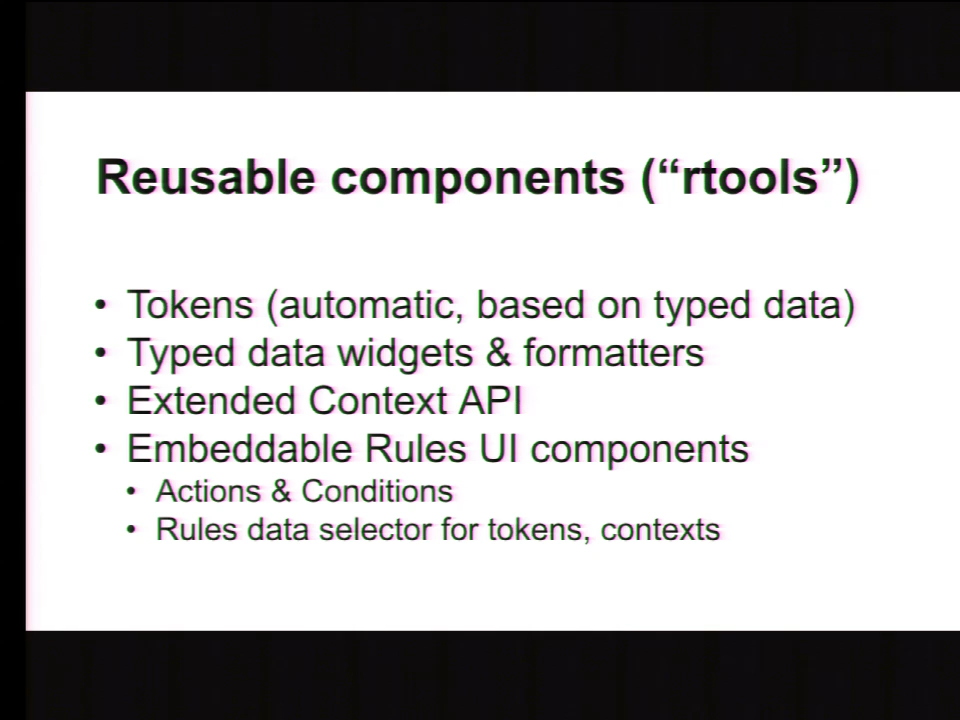 Reusable components (“rtools”)
• Tokens (automatic, based on typed data)
• Typed data widgets & formatters
• Extended Context API
• Embeddable Rules UI components
• Actions & Conditions
• Rules data selector for tokens, contexts